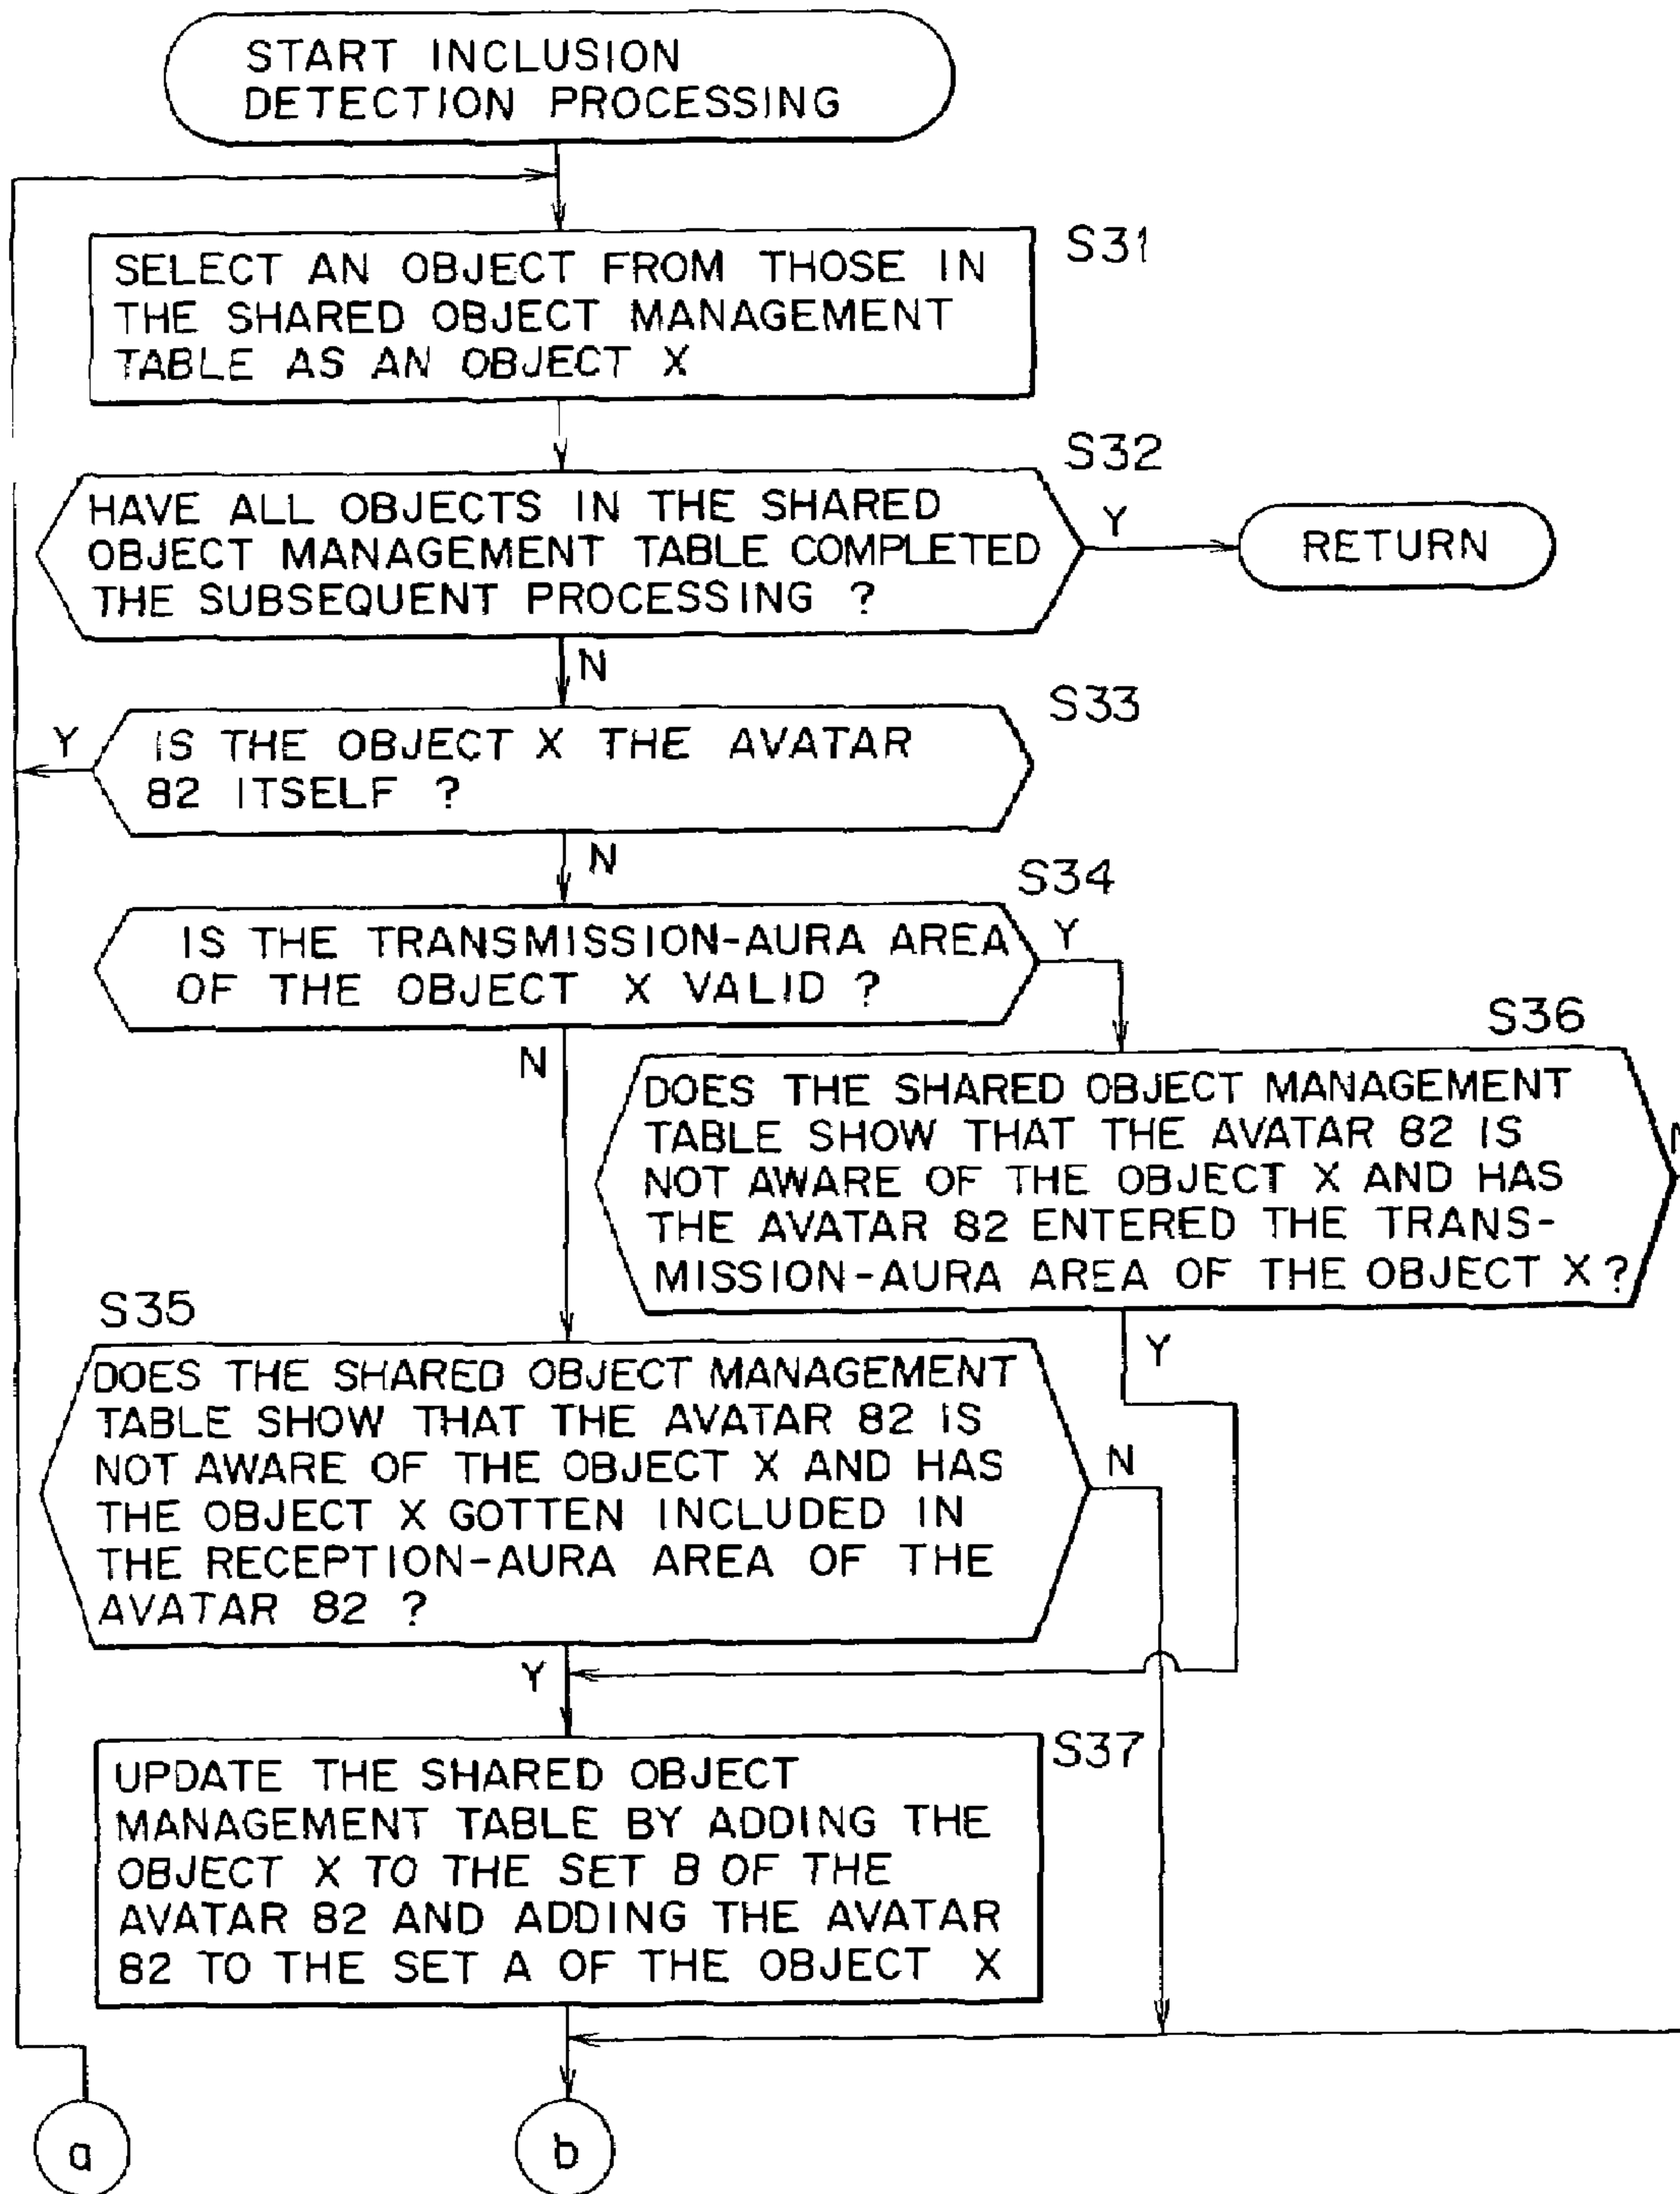 START INCLUSION
DETECTION PROCESSING
S31
SELECT AN OBJECT FROM THOSE IN
THE SHARED OBJECT MANAGEMENT
TABLE AS AN OBJECT X
S32
HAVE ALL OBJECTS IN THE SHARED
OBJECT MANAGEMENT TABLE COMPLETED
THE SUBSEQUENT PROCESSING ?
Y
RETURN
N
S33
Y
IS THE OBJECT X THE AVATAR
82 ITSELF ?
N
S34
IS THE TRANSMISSION-AURA AREA
OF THE OBJECT X VALID ?
Y
N
S36
DOES THE SHARED OBJECT MANAGEMENT
TABLE SHOW THAT THE AVATAR 82 IS
NOT AWARE OF THE OBJECT X AND HAS
THE AVATAR 82 ENTERED THE TRANS-
MISSION-AURA AREA OF THE OBJECT X ?
N
Y
S35
DOES THE SHARED OBJECT MANAGEMENT
TABLE SHOW THAT THE AVATAR 82 IS
NOT AWARE OF THE OBJECT X AND HAS
THE OBJECT X GOTTEN INCLUDED IN
THE RECEPTION-AURA AREA OF THE
AVATAR 82 ?
N
Y
S37
UPDATE THE SHARED OBJECT
MANAGEMENT TABLE BY ADDING THE
OBJECT X TO THE SET B OF THE
AVATAR 82 AND ADDING THE AVATAR
82 TO THE SET A OF THE OBJECT X
a
b